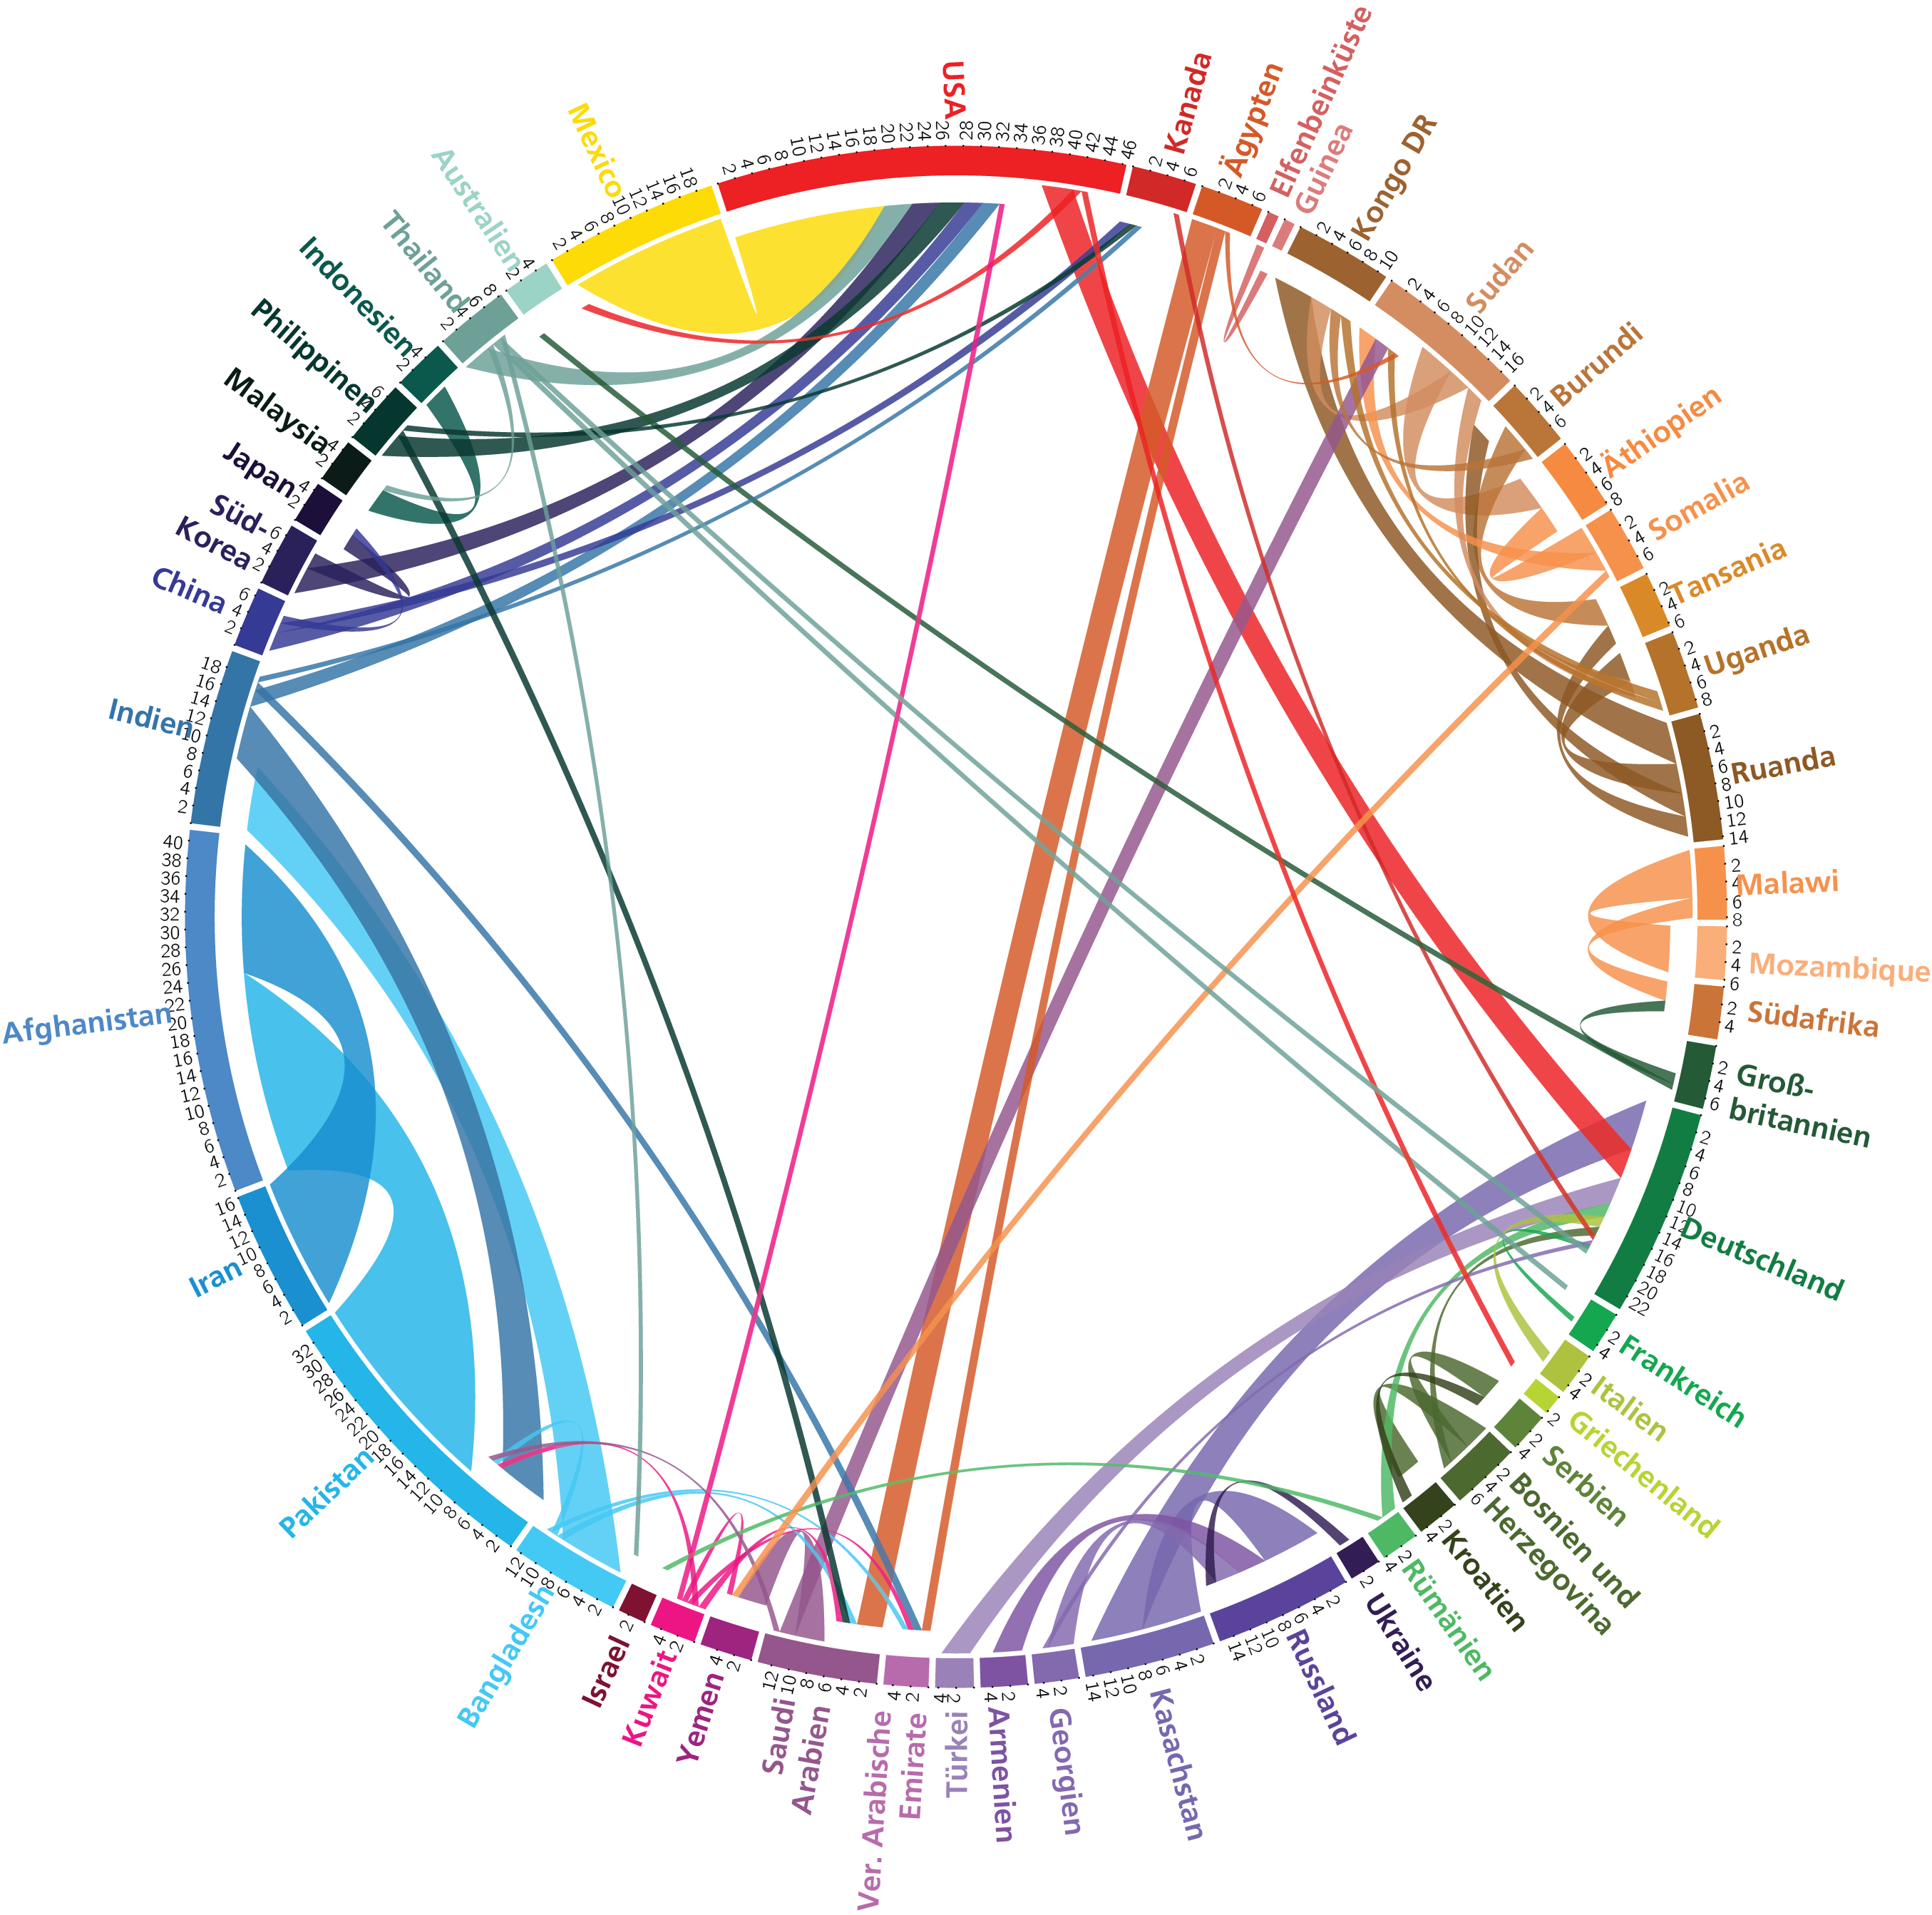 USA
2 4 6 8 10 12 14 16 18 20 22 24 26 28 30 32 34 36 38 40 42 44 46
Kanada
2 4 6
Ägypten
2 4 6
Elfenbeinküste
Guinea
Kongo DR
2 4 6 8 10
Sudan
2 4 6 8 10 12 14 16
Burundi
2 4 6
Äthiopien
2 4 6 8
Somalia
2 4 6
Tansania
2 4 6
Uganda
2 4 6 8
Ruanda
2 4 6 8 10 12 14
Malawi
2 4 6 8
Mozambique
2 4 6
Südafrika
2 4
Groß-
britannien
2 4 6
Deutschland
2 4 6 8 10 12 14 16 18 20 22
Frankreich
2 4
Italien
2 4
Griechenland
2
Serbien
2 4
Bosnien und
Herzegovina
2 4 6
Kroatien
2 4
Rümänien
2 4
Ukraine
2
Russland
2 4 6 8 10 12 14
Kasachstan
2 4 6 8 10 12 14
Georgien
2 4
Armenien
2 4
Türkei
2 4
Ver. Arabische
Emirate
2 4
Saudi
Arabien
2 4 6 8 10 12
Yemen
2 4
Kuwait
2 4
Israel
2
Bangladesh
2 4 6 8 10 12
Pakistan
2 4 6 8 10 12 14 16 18 20 22 24 26 28 30 32
Iran
2 4 6 8 10 12 14 16
Afghanistan
2 4 6 8 10 12 14 16 18 20 22 24 26 28 30 32 34 36 38 40
Indien
2 4 6 8 10 12 14 16 18
China
2 4 6
Süd-
Korea
2 4 6
Japan
2 4
Malaysia
2 4
Philippinen
2 4 6
Indonesien
2 4
Thailand
2 4 6 8
Australien
2 4
Mexico
2 4 6 8 10 12 14 16 18